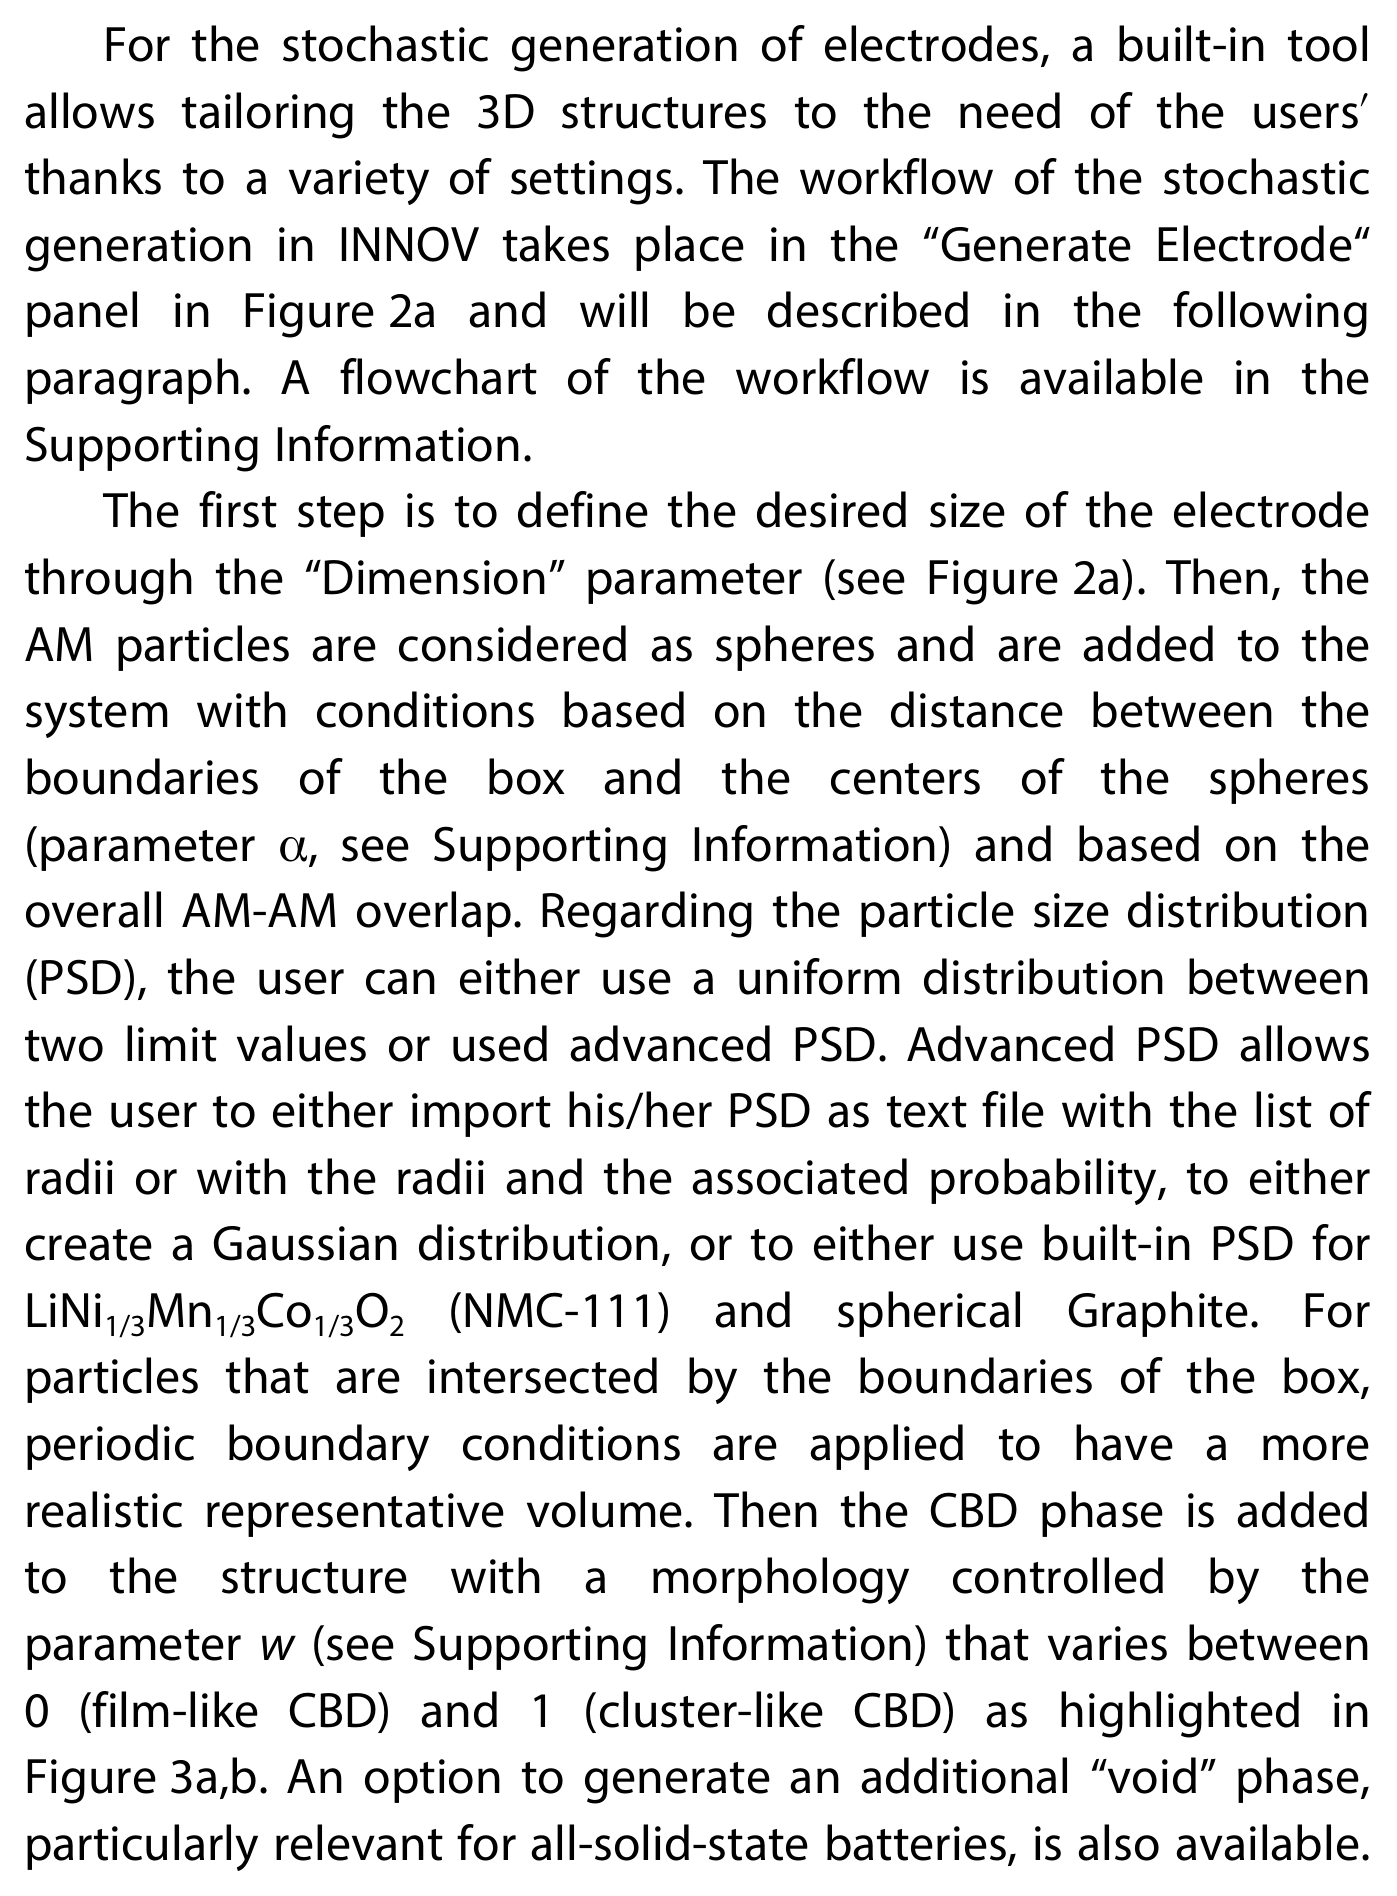 For the stochastic generation of electrodes, a built-in tool
allows tailoring the 3D structures to the need of the users’
thanks to a variety of settings. The workflow of the stochastic
generation in INNOV takes place in the “Generate Electrode“
panel in Figure 2a and will be described in the following
paragraph. A flowchart of the workflow is available in the
Supporting Information.
The first step is to define the desired size of the electrode
through the “Dimension” parameter (see Figure 2a). Then, the
AM particles are considered as spheres and are added to the
system with conditions based on the distance between the
boundaries of the box and the centers of the spheres
(parameter α, see Supporting Information) and based on the
overall AM-AM overlap. Regarding the particle size distribution
(PSD), the user can either use a uniform distribution between
two limit values or used advanced PSD. Advanced PSD allows
the user to either import his/her PSD as text file with the list of
radii or with the radii and the associated probability, to either
create a Gaussian distribution, or to either use built-in PSD for
LiNi₁/₃Mn₁/₃Co₁/₃O₂ (NMC-111) and spherical Graphite. For
particles that are intersected by the boundaries of the box,
periodic boundary conditions are applied to have a more
realistic representative volume. Then the CBD phase is added
to the structure with a morphology controlled by the
parameter w (see Supporting Information) that varies between
0 (film-like CBD) and 1 (cluster-like CBD) as highlighted in
Figure 3a,b. An option to generate an additional “void” phase,
particularly relevant for all-solid-state batteries, is also available.